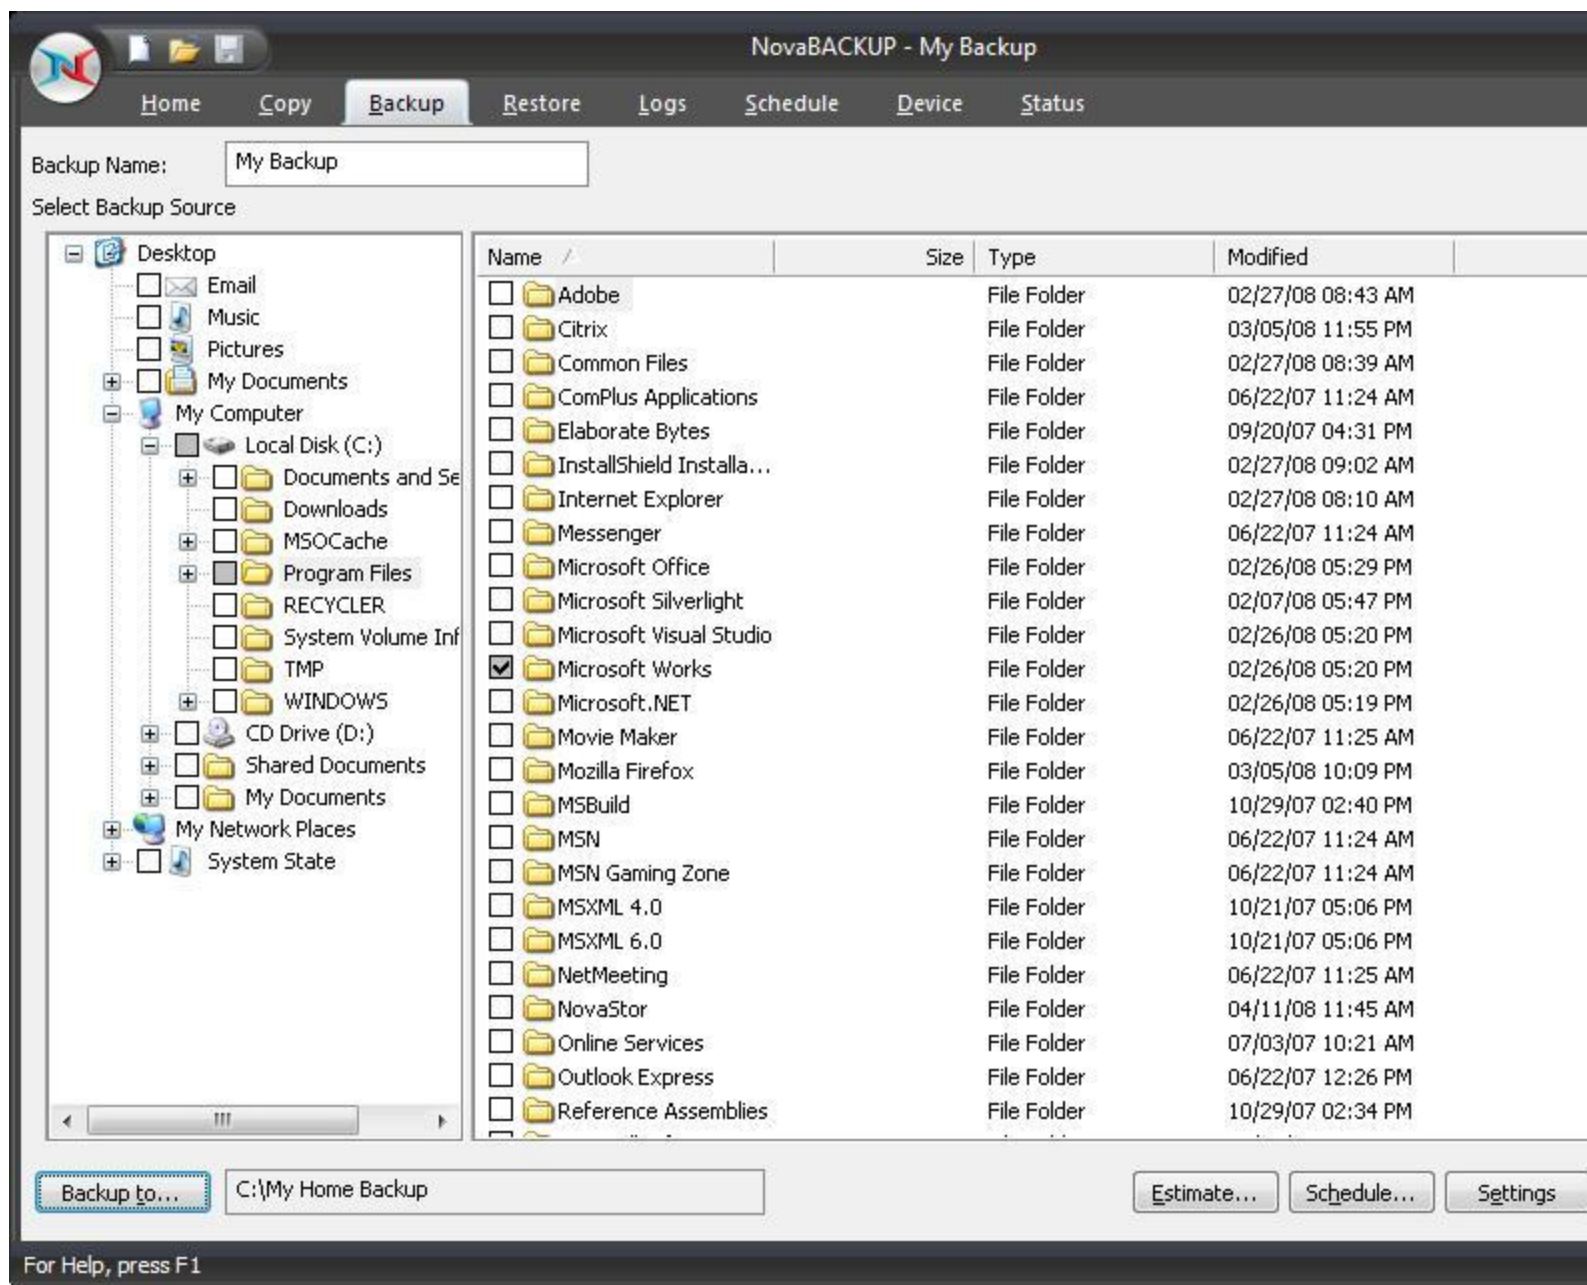 NovaBACKUP - My Backup
Home Copy Backup Restore Logs Schedule Device Status
Backup Name: My Backup
Select Backup Source
Desktop
Email
Music
Pictures
My Documents
My Computer
Local Disk (C:)
Documents and Se
Downloads
MSOCache
Program Files
RECYCLER
System Volume Inf
TMP
WINDOWS
CD Drive (D:)
Shared Documents
My Documents
My Network Places
System State
Name Size Type Modified
Adobe File Folder 02/27/08 08:43 AM
Citrix File Folder 03/05/08 11:55 PM
Common Files File Folder 02/27/08 08:39 AM
ComPlus Applications File Folder 06/22/07 11:24 AM
Elaborate Bytes File Folder 09/20/07 04:31 PM
InstallShield Installa... File Folder 02/27/08 09:02 AM
Internet Explorer File Folder 02/27/08 08:10 AM
Messenger File Folder 06/22/07 11:24 AM
Microsoft Office File Folder 02/26/08 05:29 PM
Microsoft Silverlight File Folder 02/07/08 05:47 PM
Microsoft Visual Studio File Folder 02/26/08 05:20 PM
Microsoft Works File Folder 02/26/08 05:20 PM
Microsoft.NET File Folder 02/26/08 05:19 PM
Movie Maker File Folder 06/22/07 11:25 AM
Mozilla Firefox File Folder 03/05/08 10:09 PM
MSBuild File Folder 10/29/07 02:40 PM
MSN File Folder 06/22/07 11:24 AM
MSN Gaming Zone File Folder 06/22/07 11:24 AM
MSXML 4.0 File Folder 10/21/07 05:06 PM
MSXML 6.0 File Folder 10/21/07 05:06 PM
NetMeeting File Folder 06/22/07 11:25 AM
NovaStor File Folder 04/11/08 11:45 AM
Online Services File Folder 07/03/07 10:21 AM
Outlook Express File Folder 06/22/07 12:26 PM
Reference Assemblies File Folder 10/29/07 02:34 PM
Backup to... C:\My Home Backup Estimate... Schedule... Settings
For Help, press F1